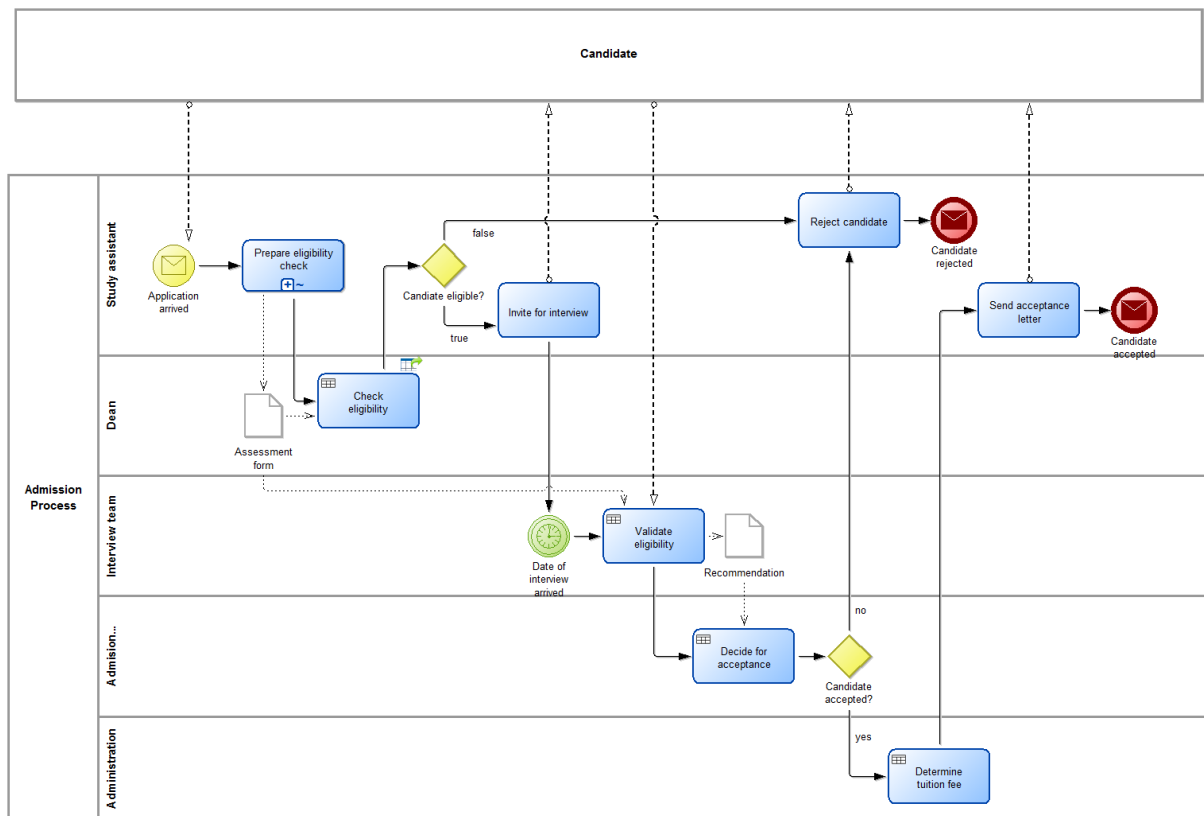 Candidate
Study assistant
Application
arrived
Prepare eligibility
check
Candiate eligible?
false
true
Invite for interview
Reject candidate
Candidate
rejected
Send acceptance
letter
Candidate
accepted
Dean
Check
eligibility
Assessment
form
Admission
Process
Interview team
Date of
interview
arrived
Validate
eligibility
Recommendation
Admision...
Decide for
acceptance
no
Candidate
accepted?
yes
Administration
Determine
tuition fee